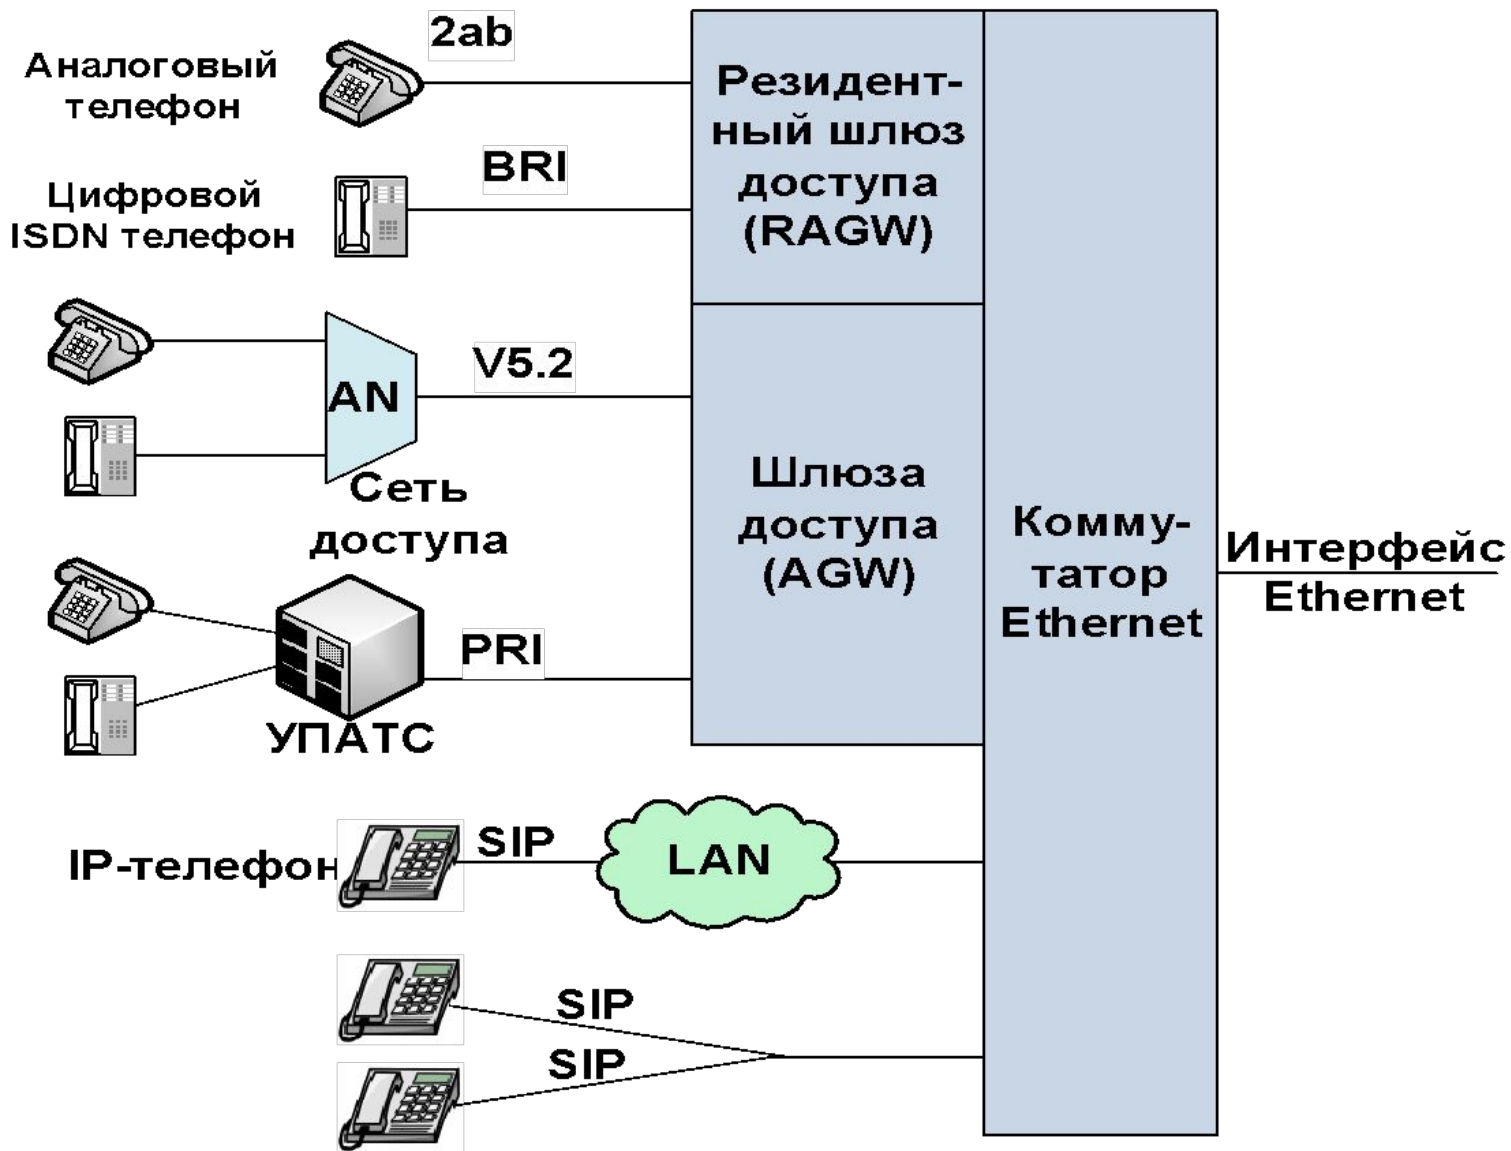 2ab
Аналоговый
телефон
BRI
Цифровой
ISDN телефон
Резидент-
ный шлюз
доступа
(RAGW)
V5.2
AN
Сеть
доступа
Шлюза
доступа
(AGW)
PRI
УПАТС
Комму-
татор
Ethernet
Интерфейс
Ethernet
IP-телефон
SIP
LAN
SIP
SIP